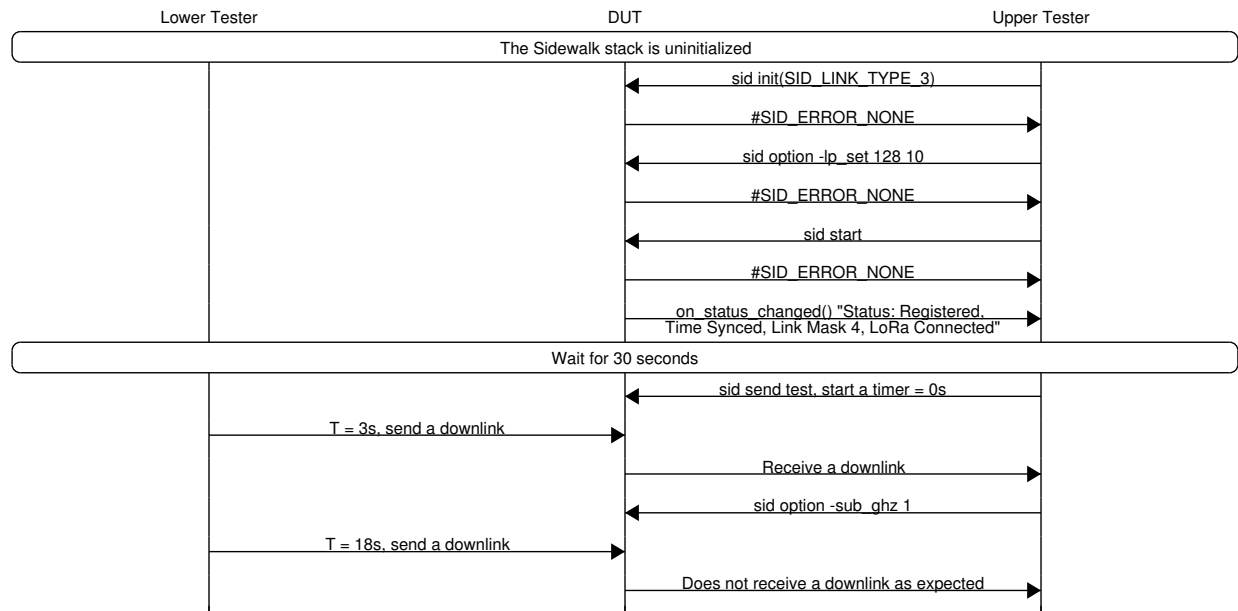 Lower Tester DUT Upper Tester
The Sidewalk stack is uninitialized
sid init(SID_LINK_TYPE_3)
#SID_ERROR_NONE
sid option -lp_set 128 10
#SID_ERROR_NONE
sid start
#SID_ERROR_NONE
on_status_changed() "Status: Registered,
Time Synced, Link Mask 4, LoRa Connected"
Wait for 30 seconds
sid send test, start a timer = 0s
T = 3s, send a downlink
Receive a downlink
sid option -sub_ghz 1
T = 18s, send a downlink
Does not receive a downlink as expected